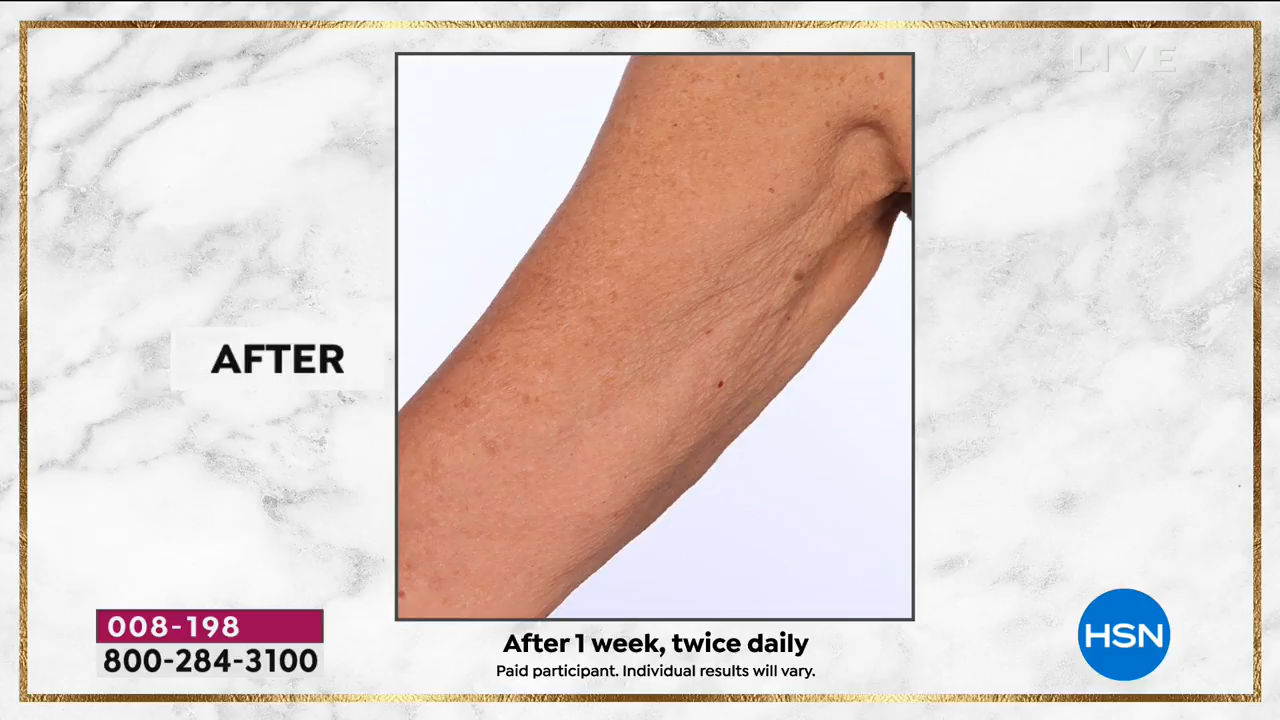 LIVE
AFTER
008-198
800-284-3100
After 1 week, twice daily
Paid participant. Individual results will vary.
HSN